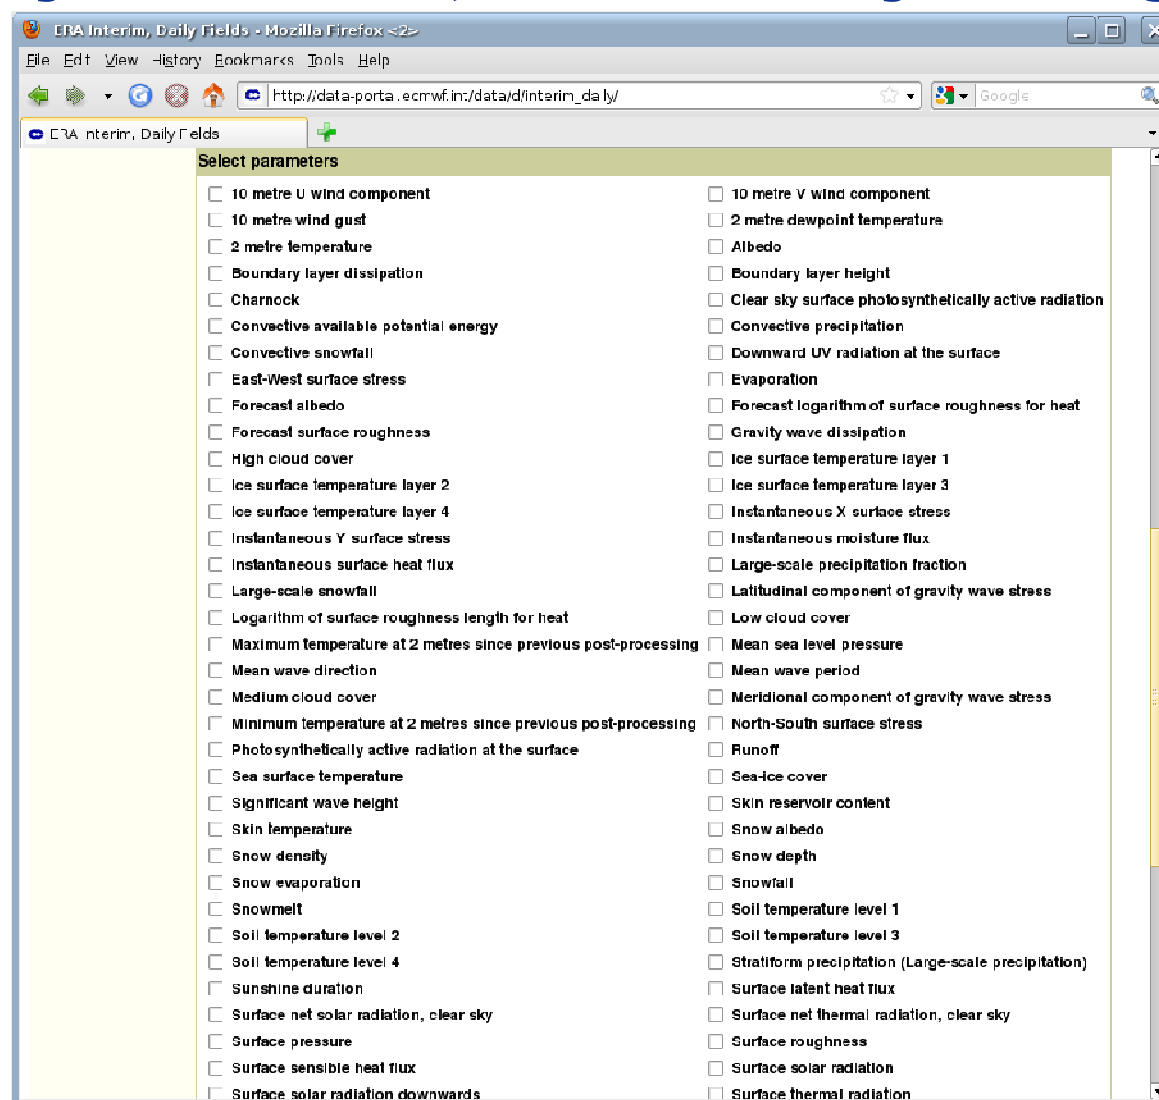 ERA Interim, Daily Fields - Mozilla Firefox <2>
File Edit View History Bookmarks Tools Help
http://data-portal.ecmwf.int/data/d/interim_daily/ Google
ERA Interim, Daily Fields
Select parameters
10 metre U wind component 10 metre V wind component
10 metre wind gust 2 metre dewpoint temperature
2 metre temperature Albedo
Boundary layer dissipation Boundary layer height
Charnock Clear sky surface photosynthetically active radiation
Convective available potential energy Convective precipitation
Convective snowfall Downward UV radiation at the surface
East-West surface stress Evaporation
Forecast albedo Forecast logarithm of surface roughness for heat
Forecast surface roughness Gravity wave dissipation
High cloud cover Ice surface temperature layer 1
Ice surface temperature layer 2 Ice surface temperature layer 3
Ice surface temperature layer 4 Instantaneous X surface stress
Instantaneous Y surface stress Instantaneous moisture flux
Instantaneous surface heat flux Large-scale precipitation fraction
Large-scale snowfall Latitudinal component of gravity wave stress
Logarithm of surface roughness length for heat Low cloud cover
Maximum temperature at 2 metres since previous post-processing Mean sea level pressure
Mean wave direction Mean wave period
Medium cloud cover Meridional component of gravity wave stress
Minimum temperature at 2 metres since previous post-processing North-South surface stress
Photosynthetically active radiation at the surface Runoff
Sea surface temperature Sea-ice cover
Significant wave height Skin reservoir content
Skin temperature Snow albedo
Snow density Snow depth
Snow evaporation Snowfall
Snowmelt Soil temperature level 1
Soil temperature level 2 Soil temperature level 3
Soil temperature level 4 Stratiform precipitation (Large-scale precipitation)
Sunshine duration Surface latent heat flux
Surface net solar radiation, clear sky Surface net thermal radiation, clear sky
Surface pressure Surface roughness
Surface sensible heat flux Surface solar radiation
Surface solar radiation downwards Surface thermal radiation